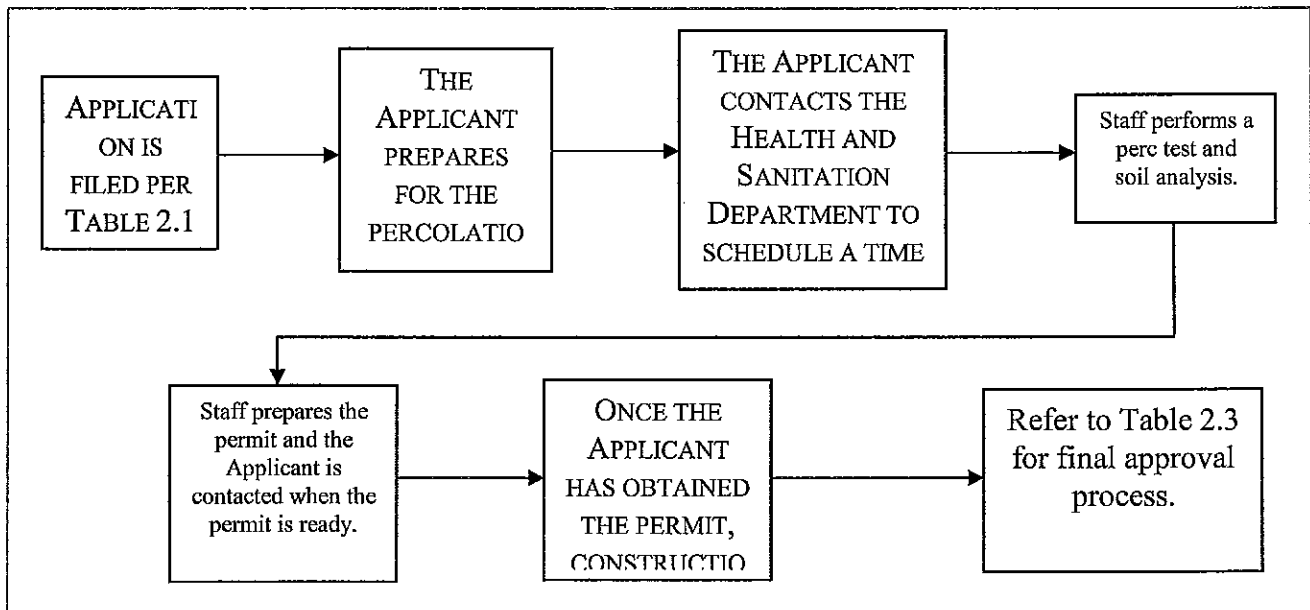 APPLICATI
ON IS
FILED PER
TABLE 2.1
THE
APPLICANT
PREPARES
FOR THE
PERCOLATIO
THE APPLICANT
CONTACTS THE
HEALTH AND
SANITATION
DEPARTMENT TO
SCHEDULE A TIME
Staff performs a
perc test and
soil analysis.
Staff prepares the
permit and the
Applicant is
contacted when the
permit is ready.
ONCE THE
APPLICANT
HAS OBTAINED
THE PERMIT,
CONSTRUCTIO
Refer to Table 2.3
for final approval
process.